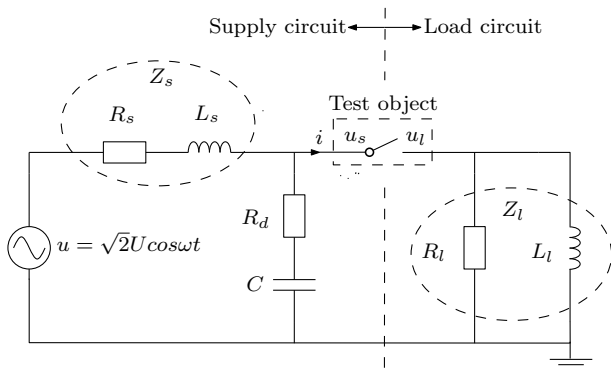 Supply circuit Load circuit
Z_s
R_s L_s
Test object
i u_s u_l
R_d
Z_l
u = √2Ucosωt
R_l L_l
C